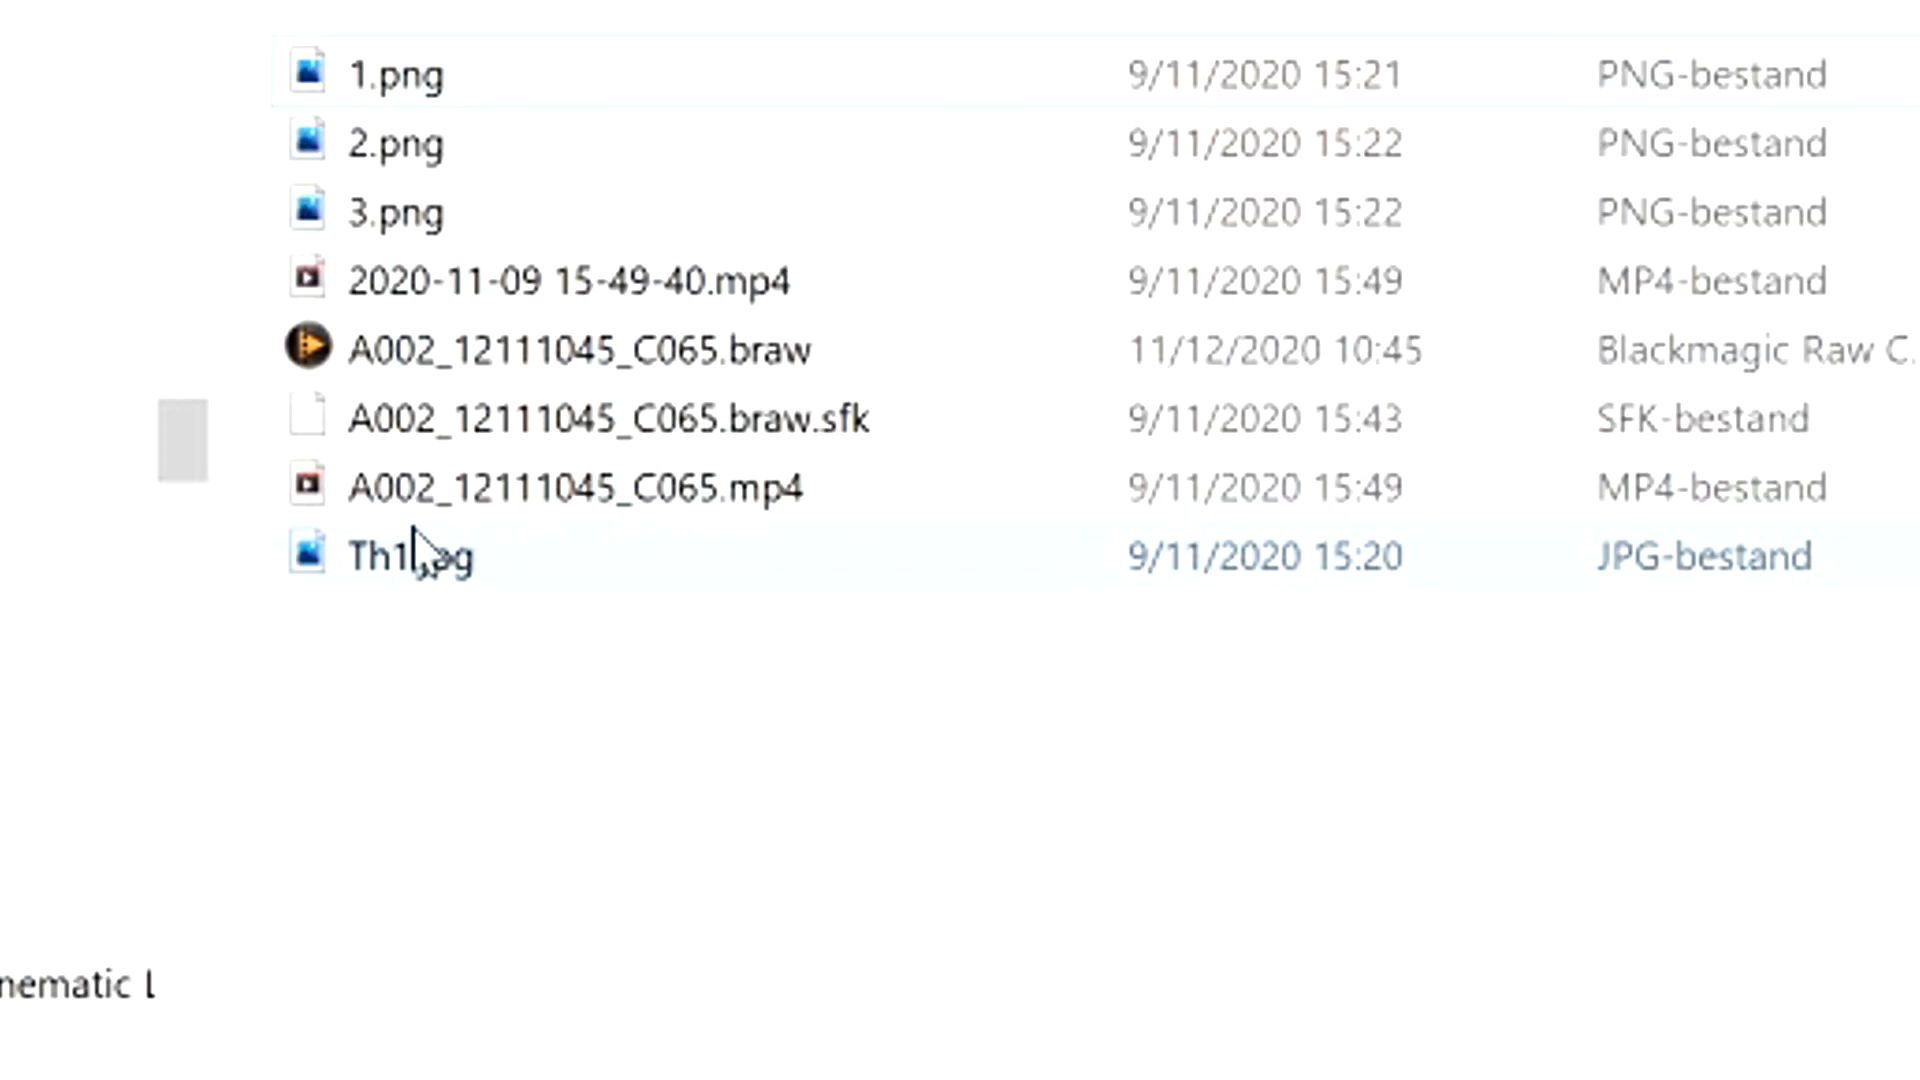 1.png 9/11/2020 15:21 PNG-bestand
2.png 9/11/2020 15:22 PNG-bestand
3.png 9/11/2020 15:22 PNG-bestand
2020-11-09 15-49-40.mp4 9/11/2020 15:49 MP4-bestand
A002_12111045_C065.braw 11/12/2020 10:45 Blackmagic Raw C.
A002_12111045_C065.braw.sfk 9/11/2020 15:43 SFK-bestand
A002_12111045_C065.mp4 9/11/2020 15:49 MP4-bestand
9/11/2020 15:20 JPG-bestand
nematic L